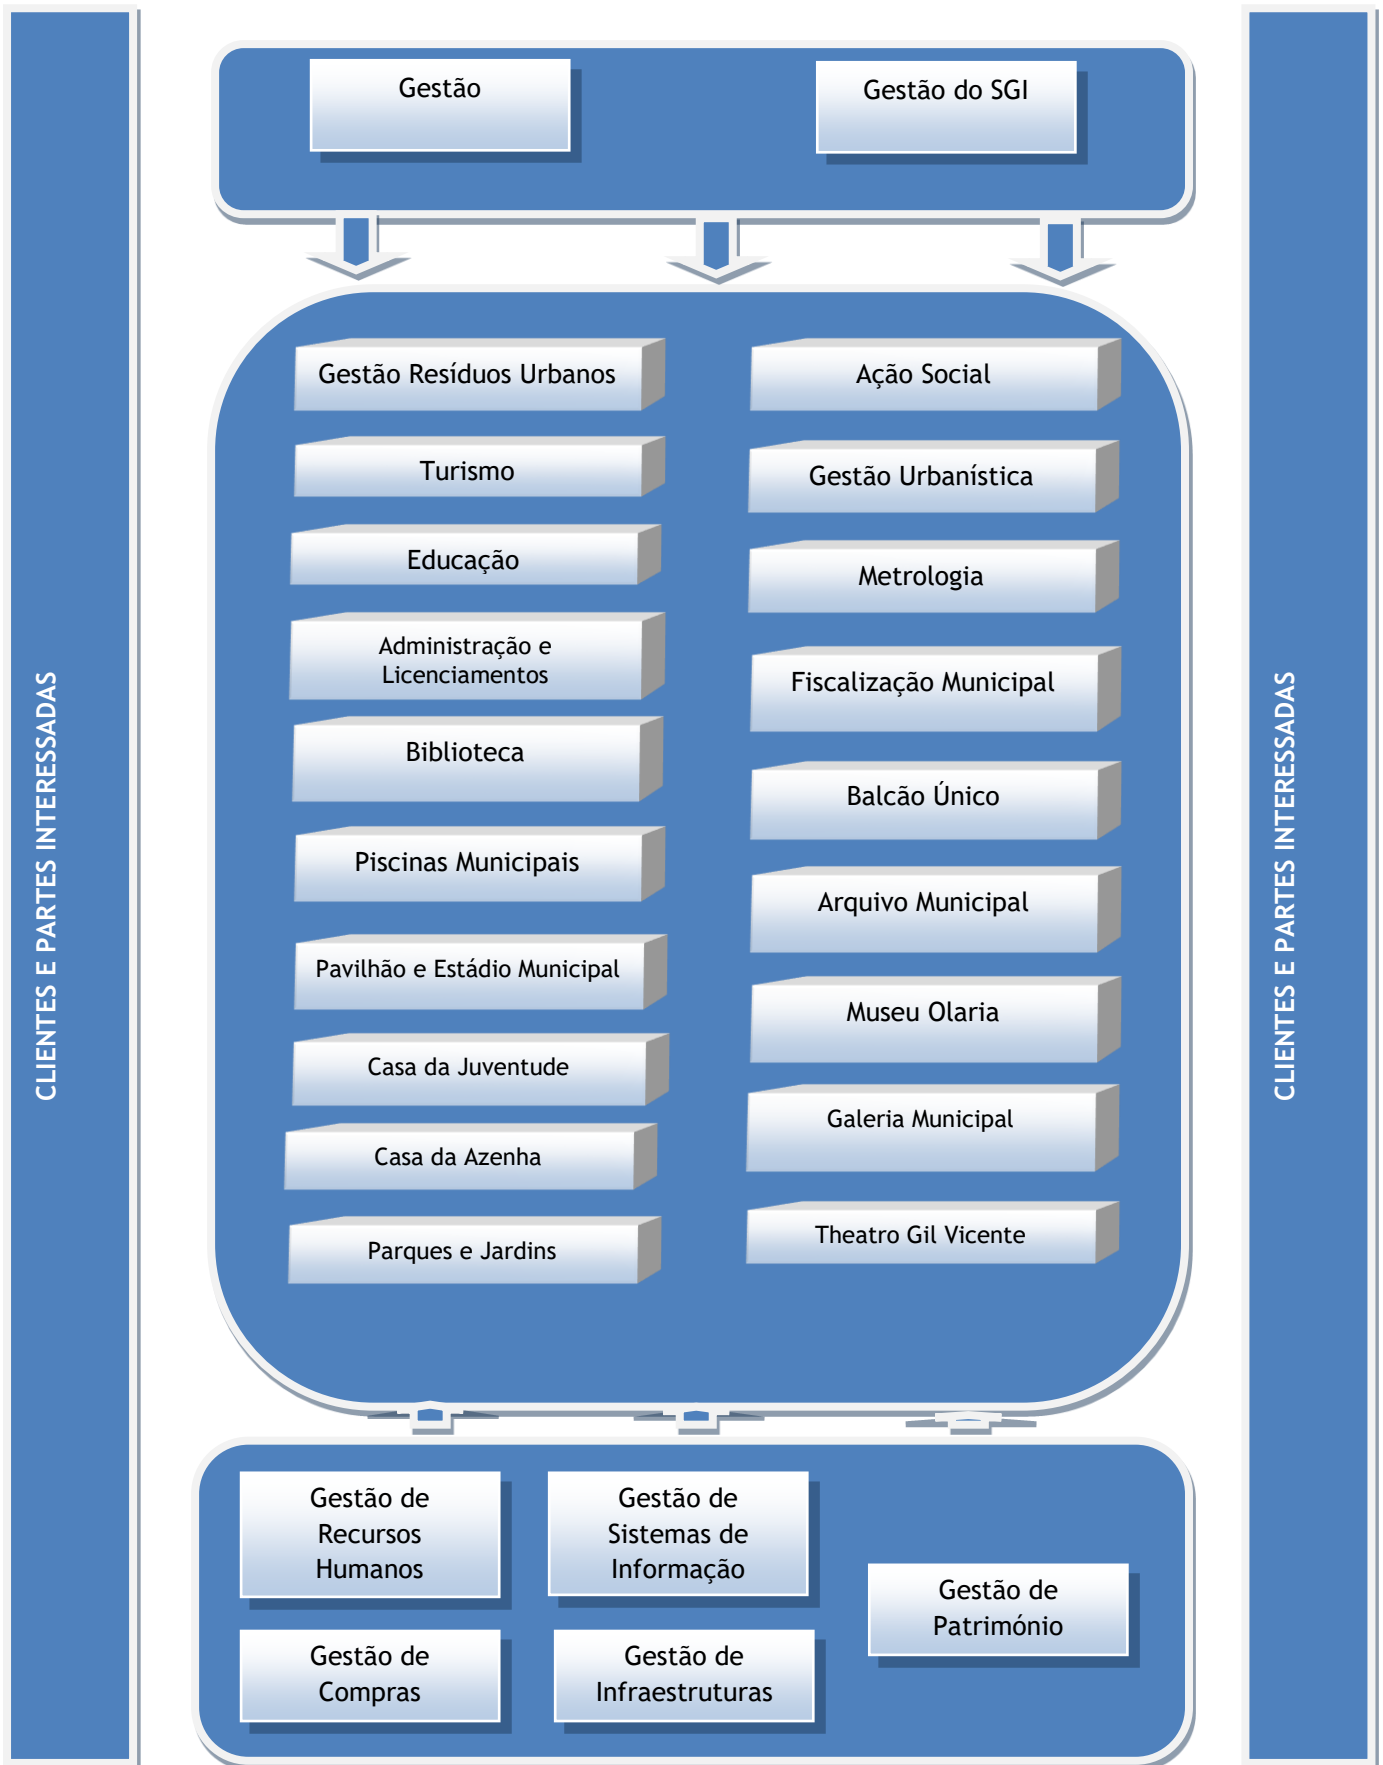 CLIENTES E PARTES INTERESSADAS
Gestão
Gestão do SGI
Gestão Resíduos Urbanos
Turismo
Educação
Administração e
Licenciamentos
Biblioteca
Piscinas Municipais
Pavilhão e Estádio Municipal
Casa da Juventude
Casa da Azenha
Parques e Jardins
Ação Social
Gestão Urbanística
Metrologia
Fiscalização Municipal
Balcão Único
Arquivo Municipal
Museu Olaria
Galeria Municipal
Theatro Gil Vicente
Gestão de
Recursos
Humanos
Gestão de
Sistemas de
Informação
Gestão de
Património
Gestão de
Compras
Gestão de
Infraestruturas
CLIENTES E PARTES INTERESSADAS